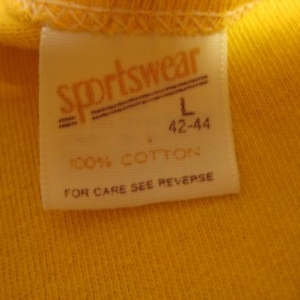 sportswear
L
42-44
100% COTTON
FOR CARE SEE REVERSE